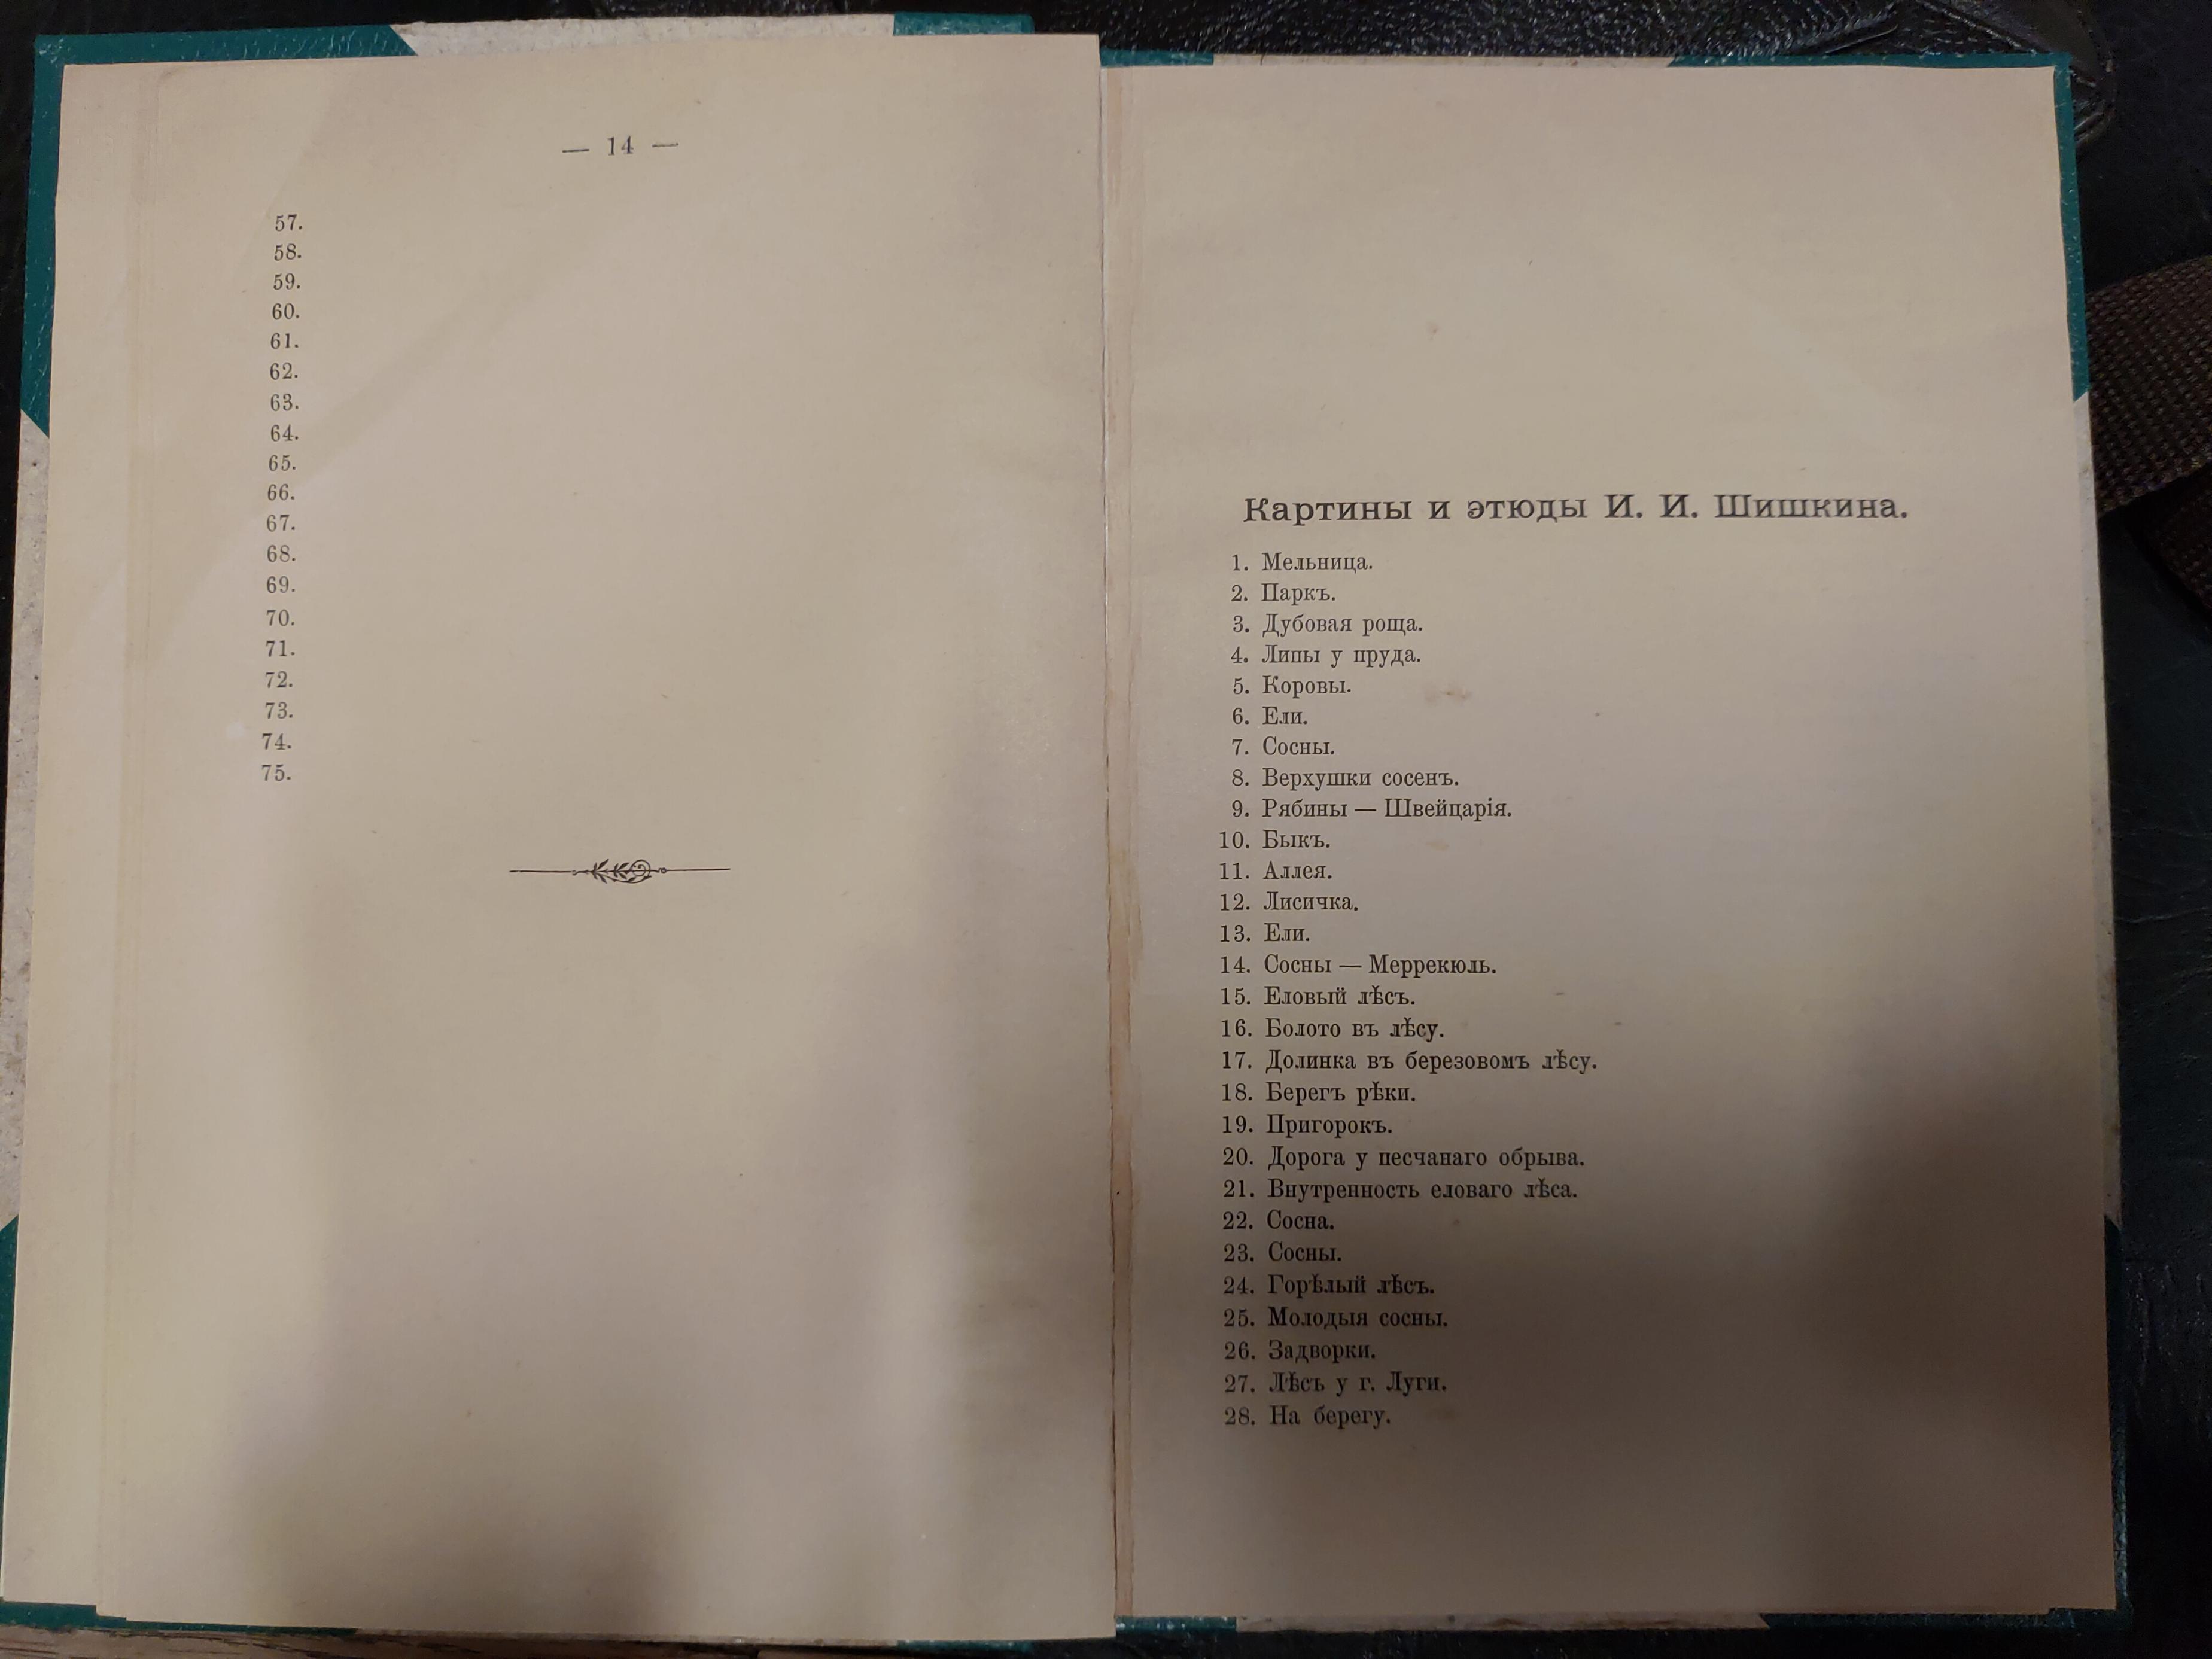 — 14 —
57.
58.
59.
60.
61.
62.
63.
64.
65.
66.
67.
68.
69.
70.
71.
72.
73.
74.
75.
Картины и этюды И. И. Шишкина.
1. Мельница.
2. Паркъ.
3. Дубовая роща.
4. Липы у пруда.
5. Коровы.
6. Ели.
7. Сосны.
8. Верхушки сосенъ.
9. Рябины — Швейцарія.
10. Быкъ.
11. Аллея.
12. Лисичка.
13. Ели.
14. Сосны — Меррекюль.
15. Еловый лѣсъ.
16. Болото въ лѣсу.
17. Долинка въ березовомъ лѣсу.
18. Берегъ рѣки.
19. Пригорокъ.
20. Дорога у песчанаго обрыва.
21. Внутренность еловаго лѣса.
22. Сосна.
23. Сосны.
24. Горѣлый лѣсъ.
25. Молодыя сосны.
26. Задворки.
27. Лѣсъ у г. Луги.
28. На берегу.